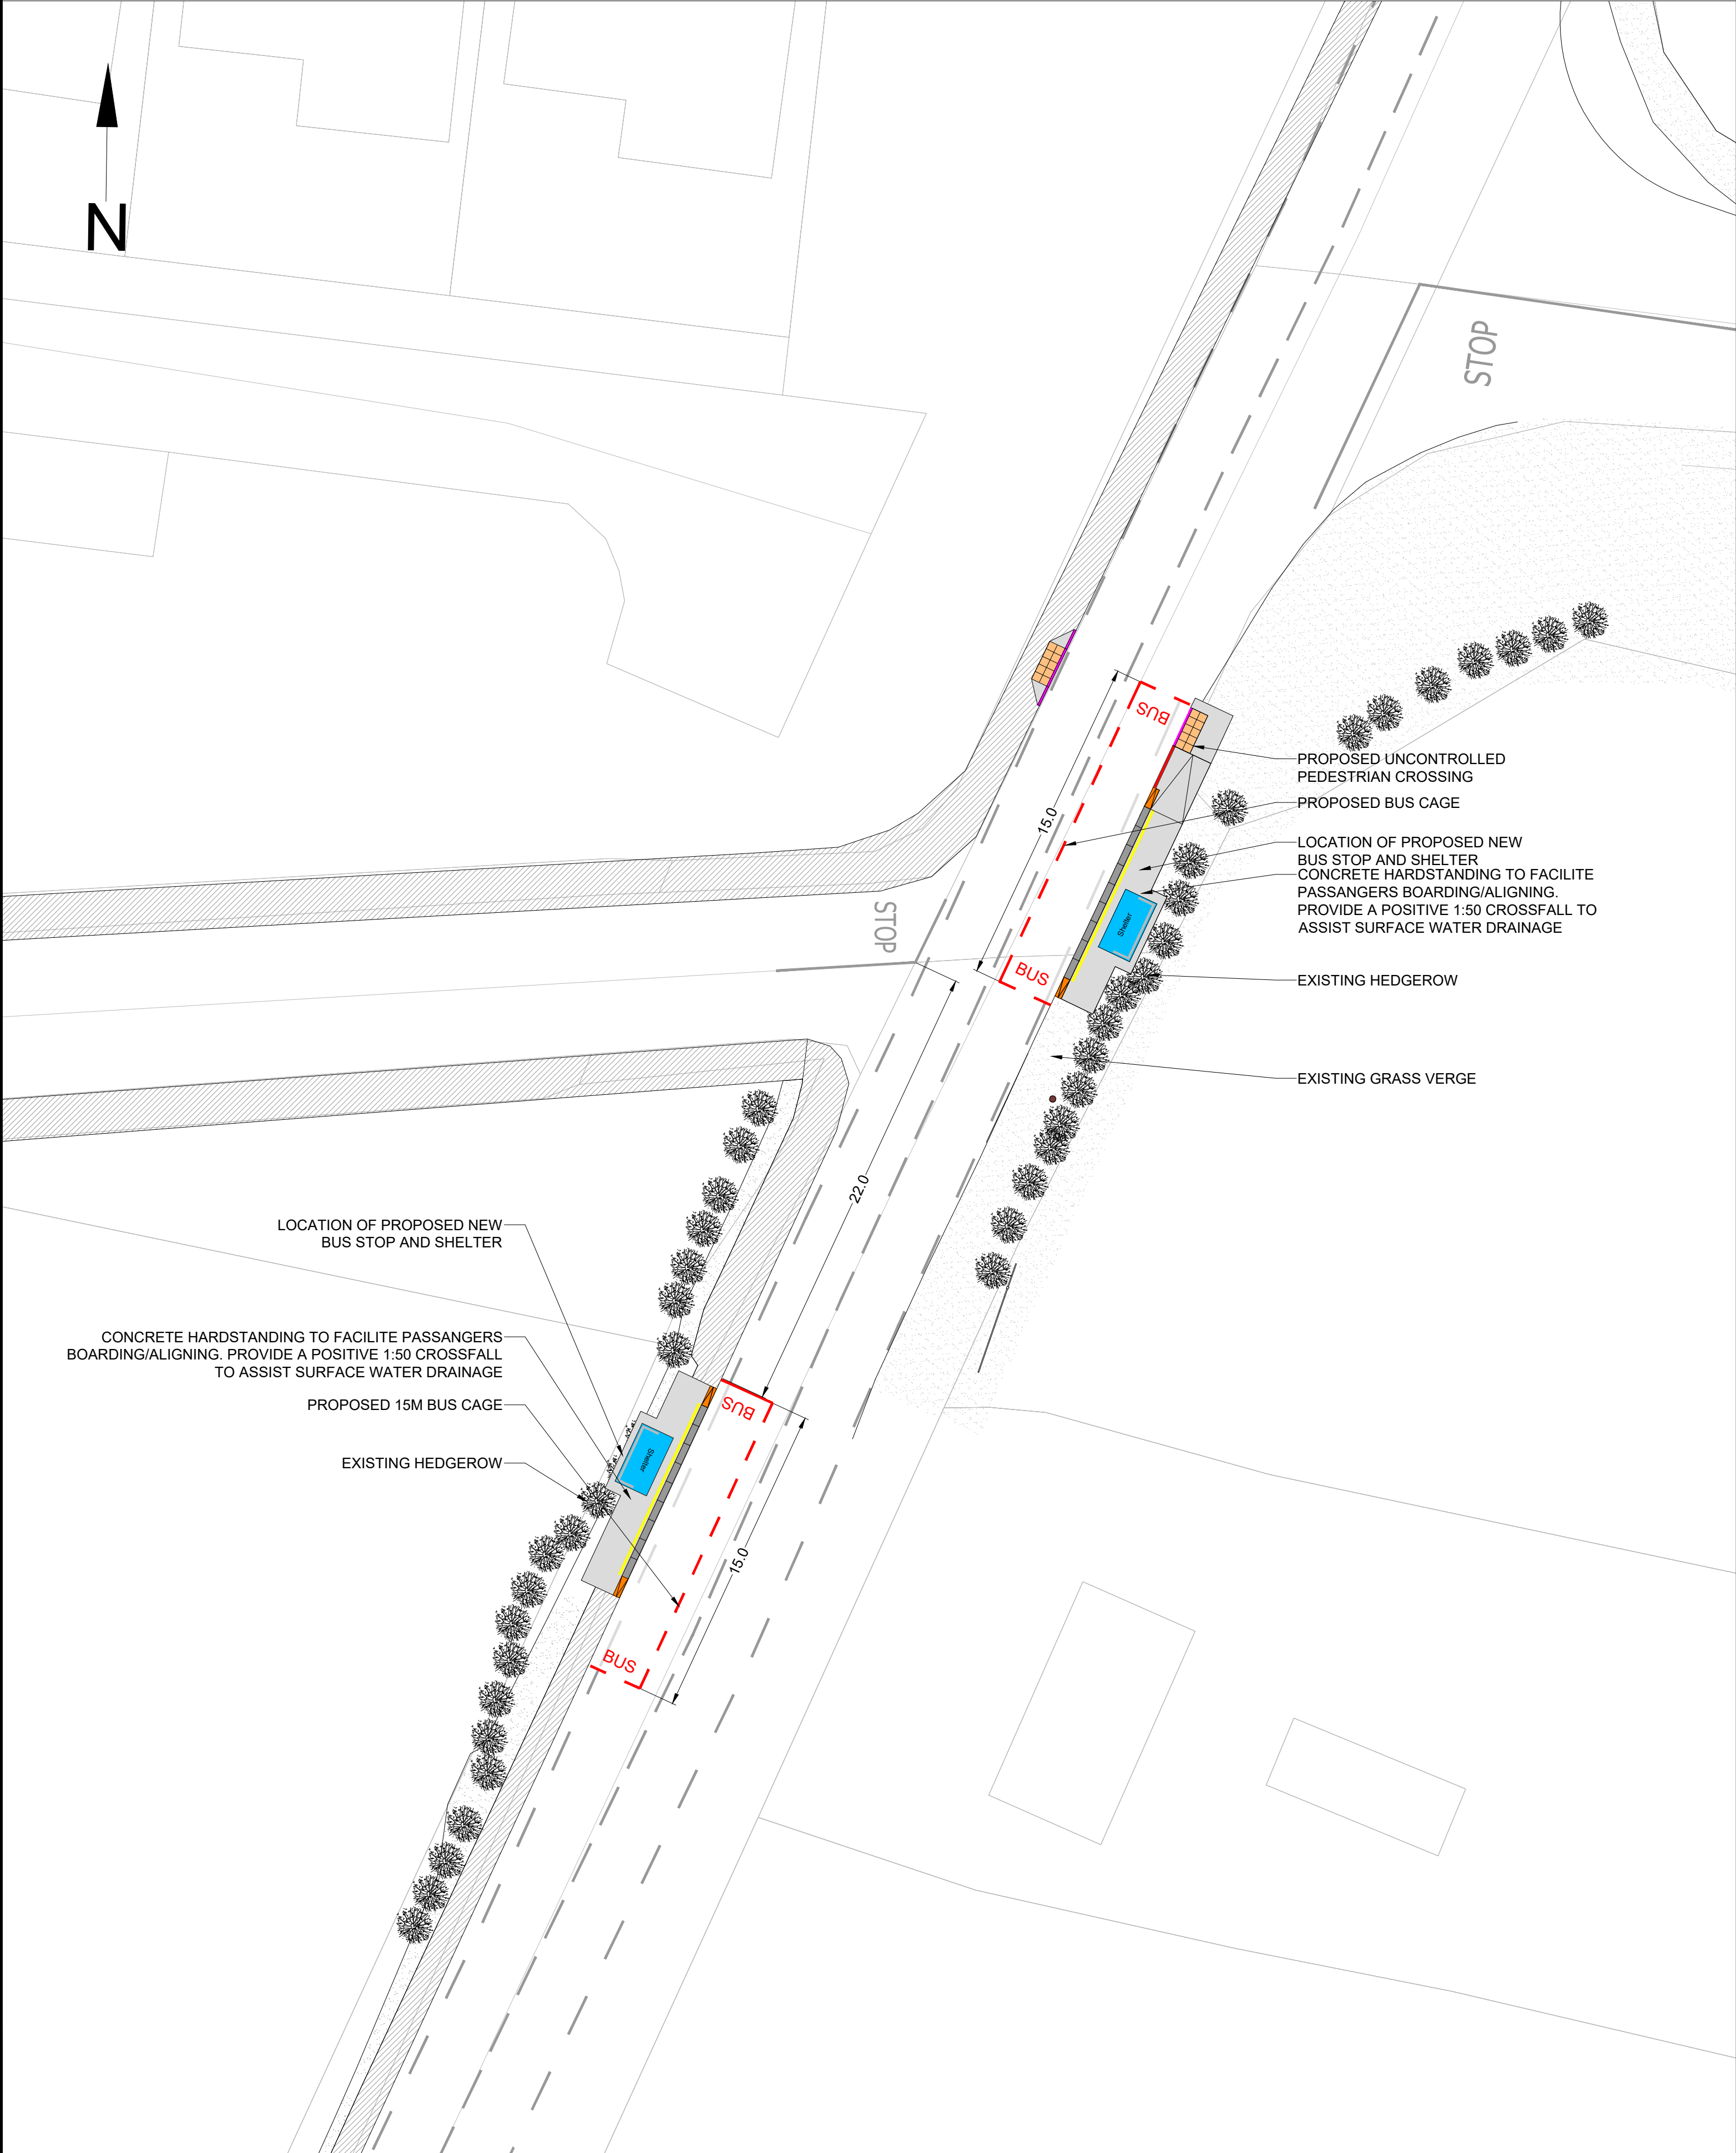 N
STOP
BUS
PROPOSED UNCONTROLLED
PEDESTRIAN CROSSING
PROPOSED BUS CAGE
15.0
LOCATION OF PROPOSED NEW
BUS STOP AND SHELTER
CONCRETE HARDSTANDING TO FACILITE
PASSANGERS BOARDING/ALIGNING.
PROVIDE A POSITIVE 1:50 CROSSFALL TO
ASSIST SURFACE WATER DRAINAGE
Shelter
STOP
BUS
EXISTING HEDGEROW
EXISTING GRASS VERGE
22.0
LOCATION OF PROPOSED NEW
BUS STOP AND SHELTER
CONCRETE HARDSTANDING TO FACILITE PASSANGERS
BOARDING/ALIGNING. PROVIDE A POSITIVE 1:50 CROSSFALL
TO ASSIST SURFACE WATER DRAINAGE
PROPOSED 15M BUS CAGE
BUS
EXISTING HEDGEROW
Shelter
15.0
BUS